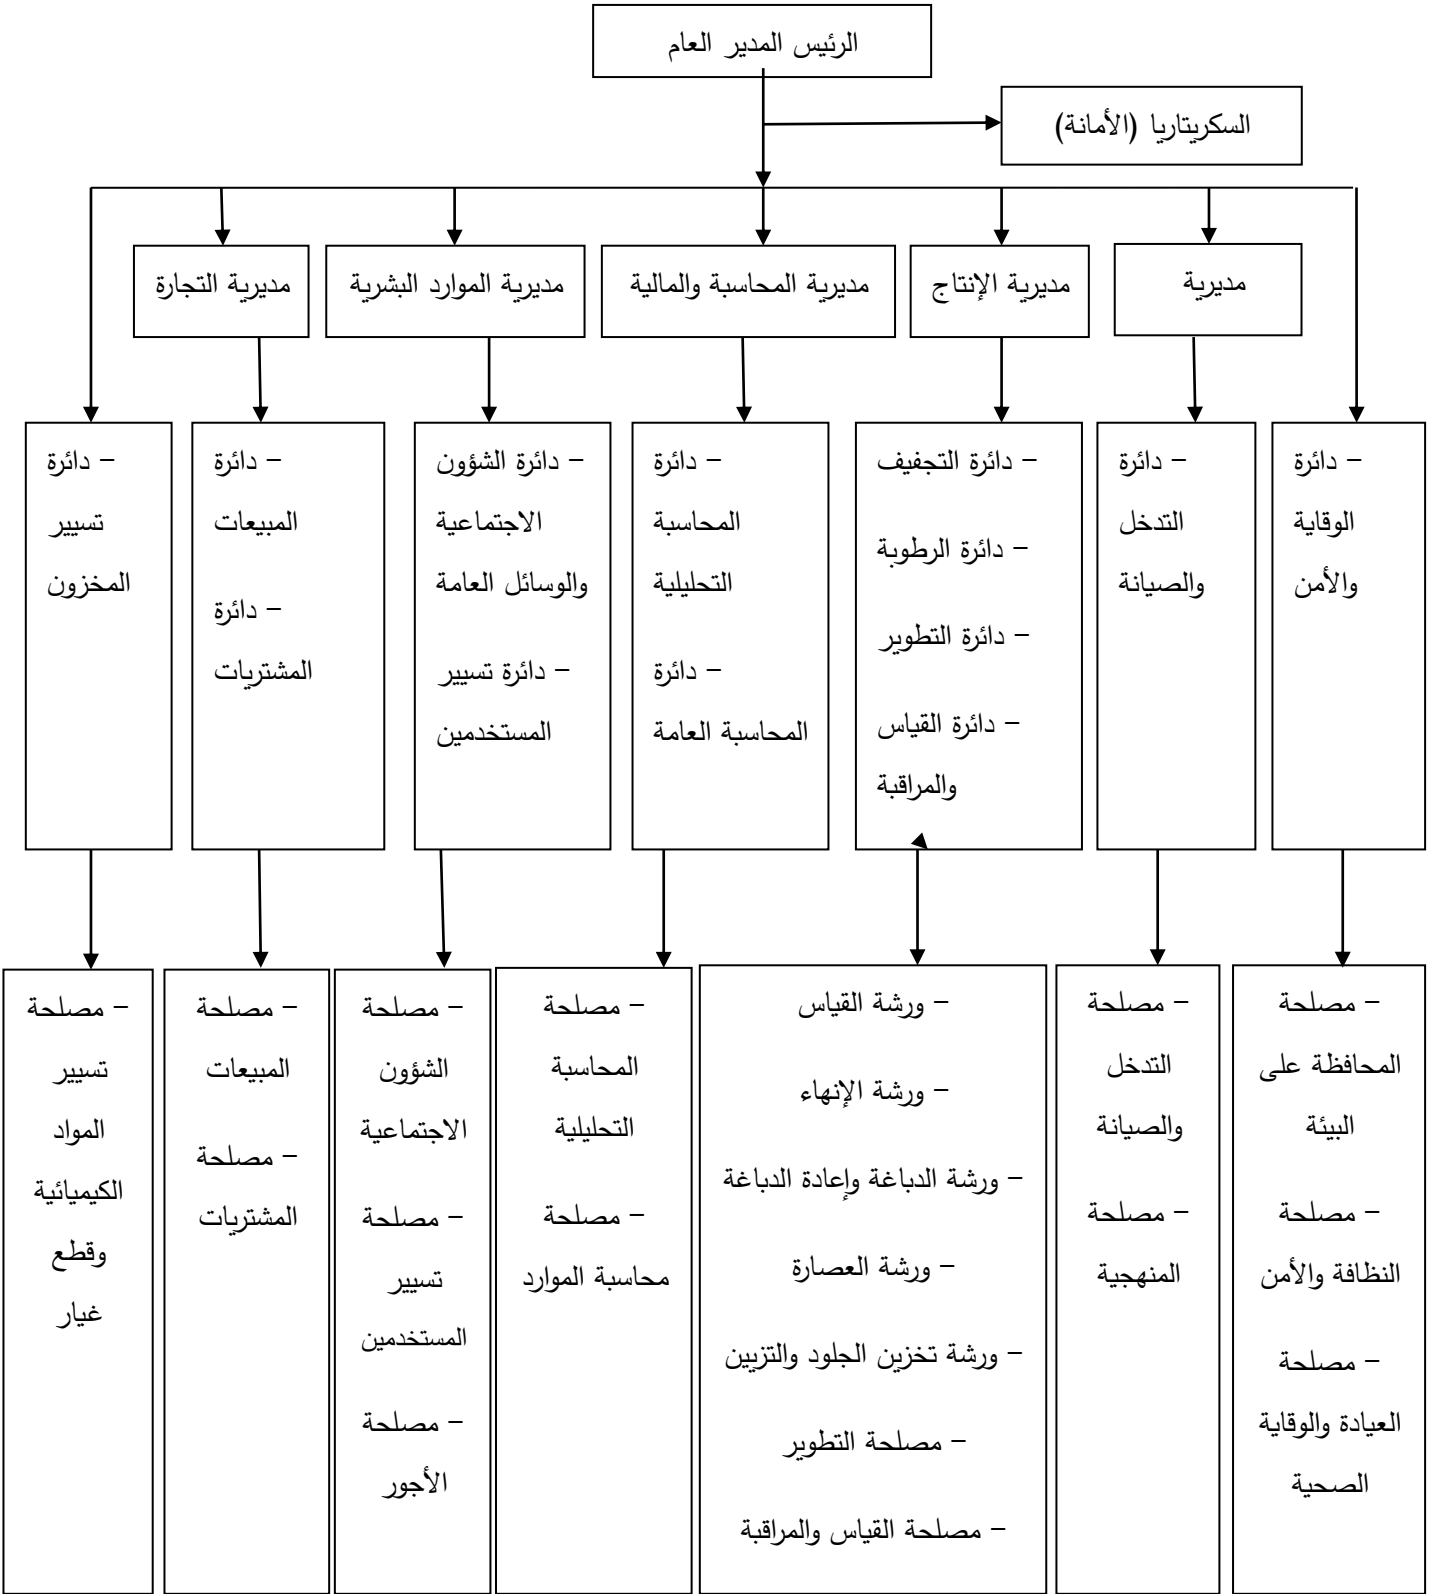 الرئيس المدير العام
السكريتاريا (الأمانة)
مديرية
مديرية الإنتاج
مديرية المحاسبة والمالية
مديرية الموارد البشرية
مديرية التجارة
– دائرة
الوقاية
والأمن
– دائرة
التدخل
والصيانة
– دائرة التجفيف
– دائرة الرطوبة
– دائرة التطوير
– دائرة القياس
والمراقبة
– دائرة
المحاسبة
التحليلية
– دائرة
المحاسبة العامة
– دائرة الشؤون
الاجتماعية
والوسائل العامة
– دائرة تسيير
المستخدمين
– دائرة
المبيعات
– دائرة
المشتريات
– دائرة
تسيير
المخزون
– مصلحة
المحافظة على
البيئة
– مصلحة
النظافة والأمن
– مصلحة
العيادة والوقاية
الصحية
– مصلحة
التدخل
والصيانة
– مصلحة
المنهجية
– ورشة القياس
– ورشة الإنهاء
– ورشة الدباغة وإعادة الدباغة
– ورشة العصارة
– ورشة تخزين الجلود والتزيين
– مصلحة التطوير
– مصلحة القياس والمراقبة
– مصلحة
المحاسبة
التحليلية
– مصلحة
محاسبة الموارد
– مصلحة
الشؤون
الاجتماعية
– مصلحة
تسيير
المستخدمين
– مصلحة
الأجور
– مصلحة
المبيعات
– مصلحة
المشتريات
– مصلحة
تسيير
المواد
الكيميائية
وقطع
غيار